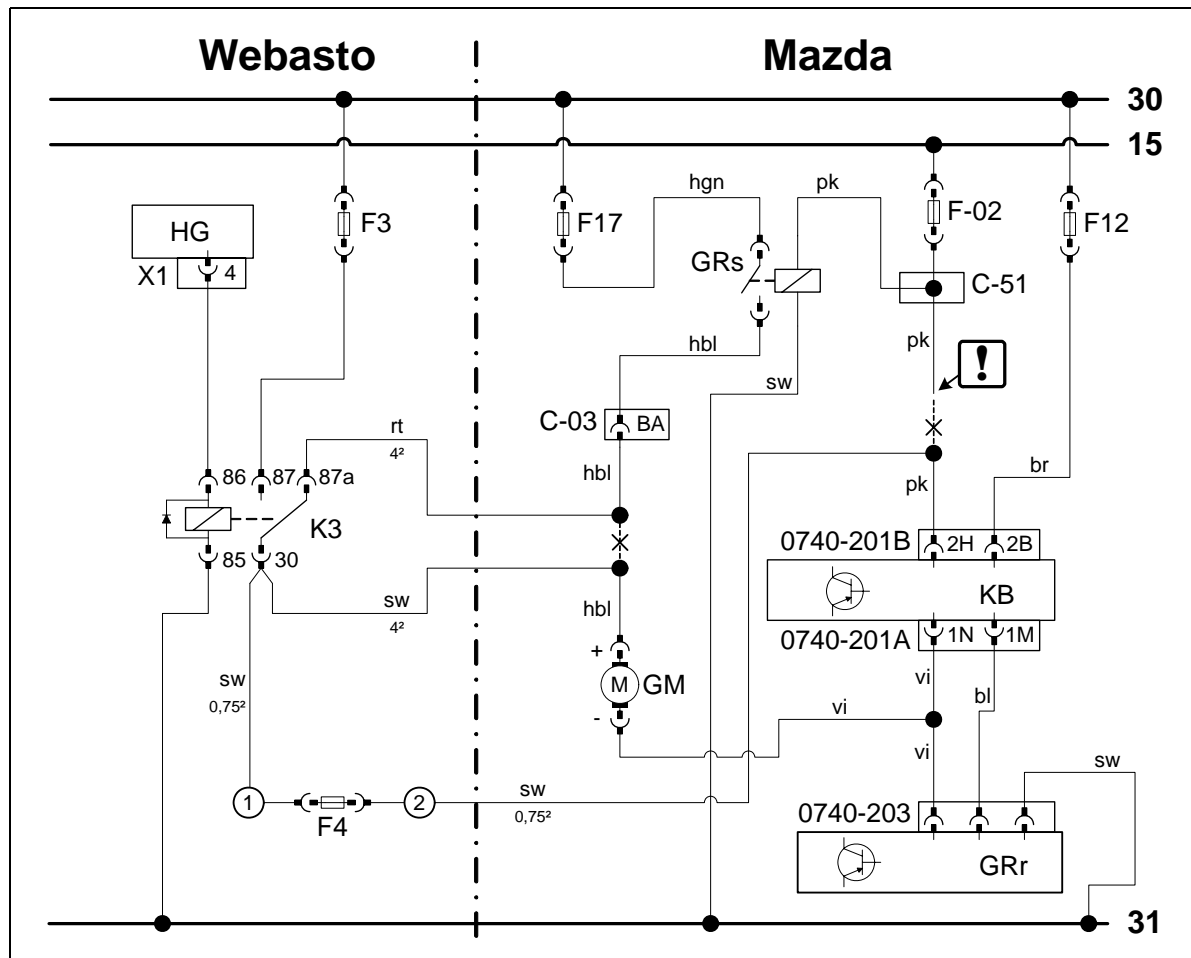 Webasto Mazda
30
15
hgn pk
F3 F17 F-02 F12
HG
GRs
X1 4 C-51
hbl pk !
sw
C-03 BA
rt
4²
hbl br
86 87 87a pk
K3
85 30 0740-201B 2H 2B
sw hbl KB
4²
0740-201A 1N 1M
+
sw M GM vi bl
0,75²
- vi
vi sw
1 2 sw
F4 0,75² 0740-203
GRr
31